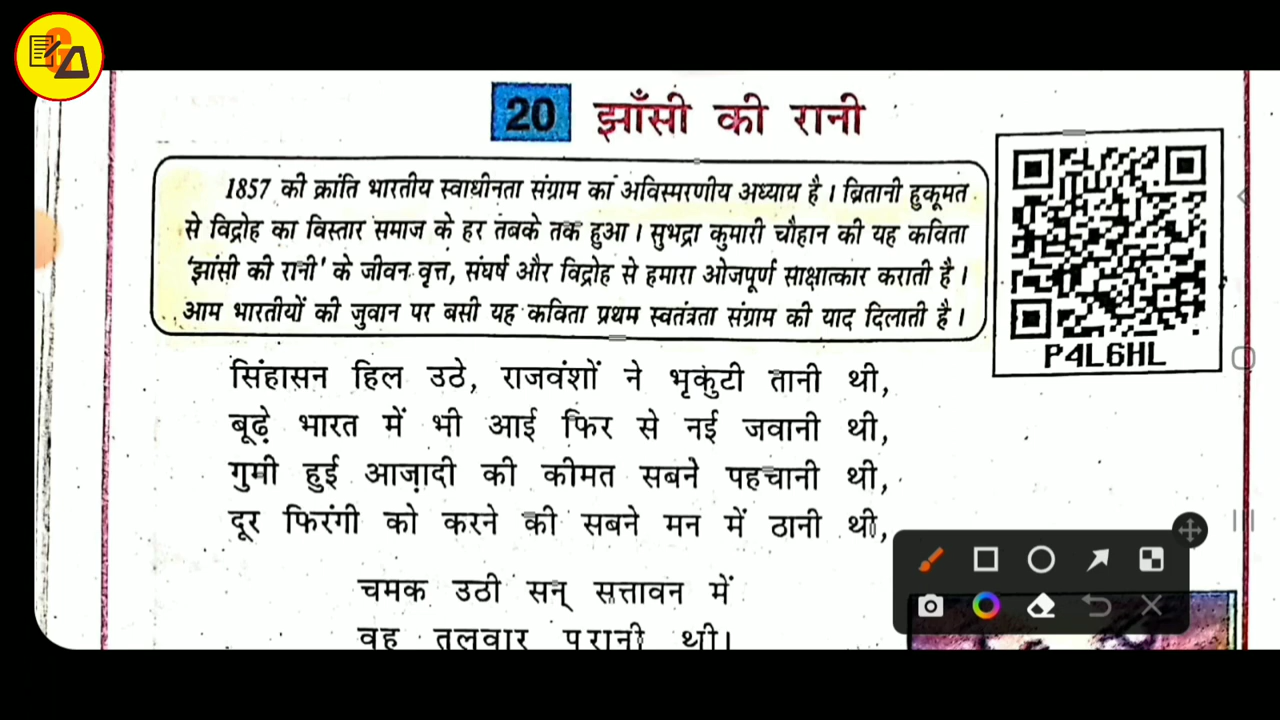 20 झाँसी की रानी
1857 की क्रांति भारतीय स्वाधीनता संग्राम का अविस्मरणीय अध्याय है। ब्रितानी हुकूमत
से विद्रोह का विस्तार समाज के हर तबके तक हुआ। सुभद्रा कुमारी चौहान की यह कविता
'झांसी की रानी' के जीवन वृत्त, संघर्ष और विद्रोह से हमारा ओजपूर्ण साक्षात्कार कराती है।
आम भारतीयों की जुवान पर बसी यह कविता प्रथम स्वतंत्रता संग्राम की याद दिलाती है।
P4L6HL
सिंहासन हिल उठे, राजवंशों ने भृकुटी तानी थी,
बूढ़े भारत में भी आई फिर से नई जवानी थी,
गुमी हुई आज़ादी की कीमत सबने पहचानी थी,
दूर फिरंगी को करने की सबने मन में ठानी थी,
चमक उठी सन् सत्तावन में
वह तलवार पुरानी थी।